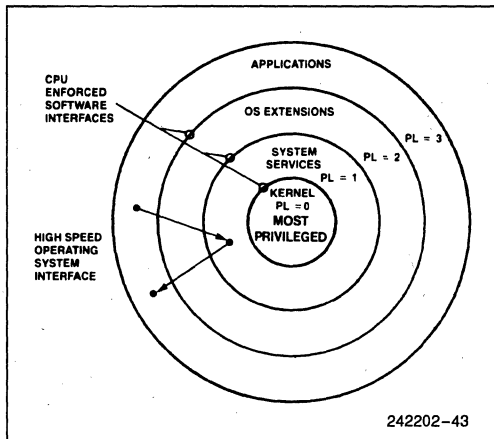 APPLICATIONS
CPU
ENFORCED
SOFTWARE
INTERFACES
OS EXTENSIONS
PL = 3
PL = 2
SYSTEM
SERVICES
PL = 1
KERNEL
PL = 0
MOST
PRIVILEGED
HIGH SPEED
OPERATING
SYSTEM
INTERFACE
242202–43